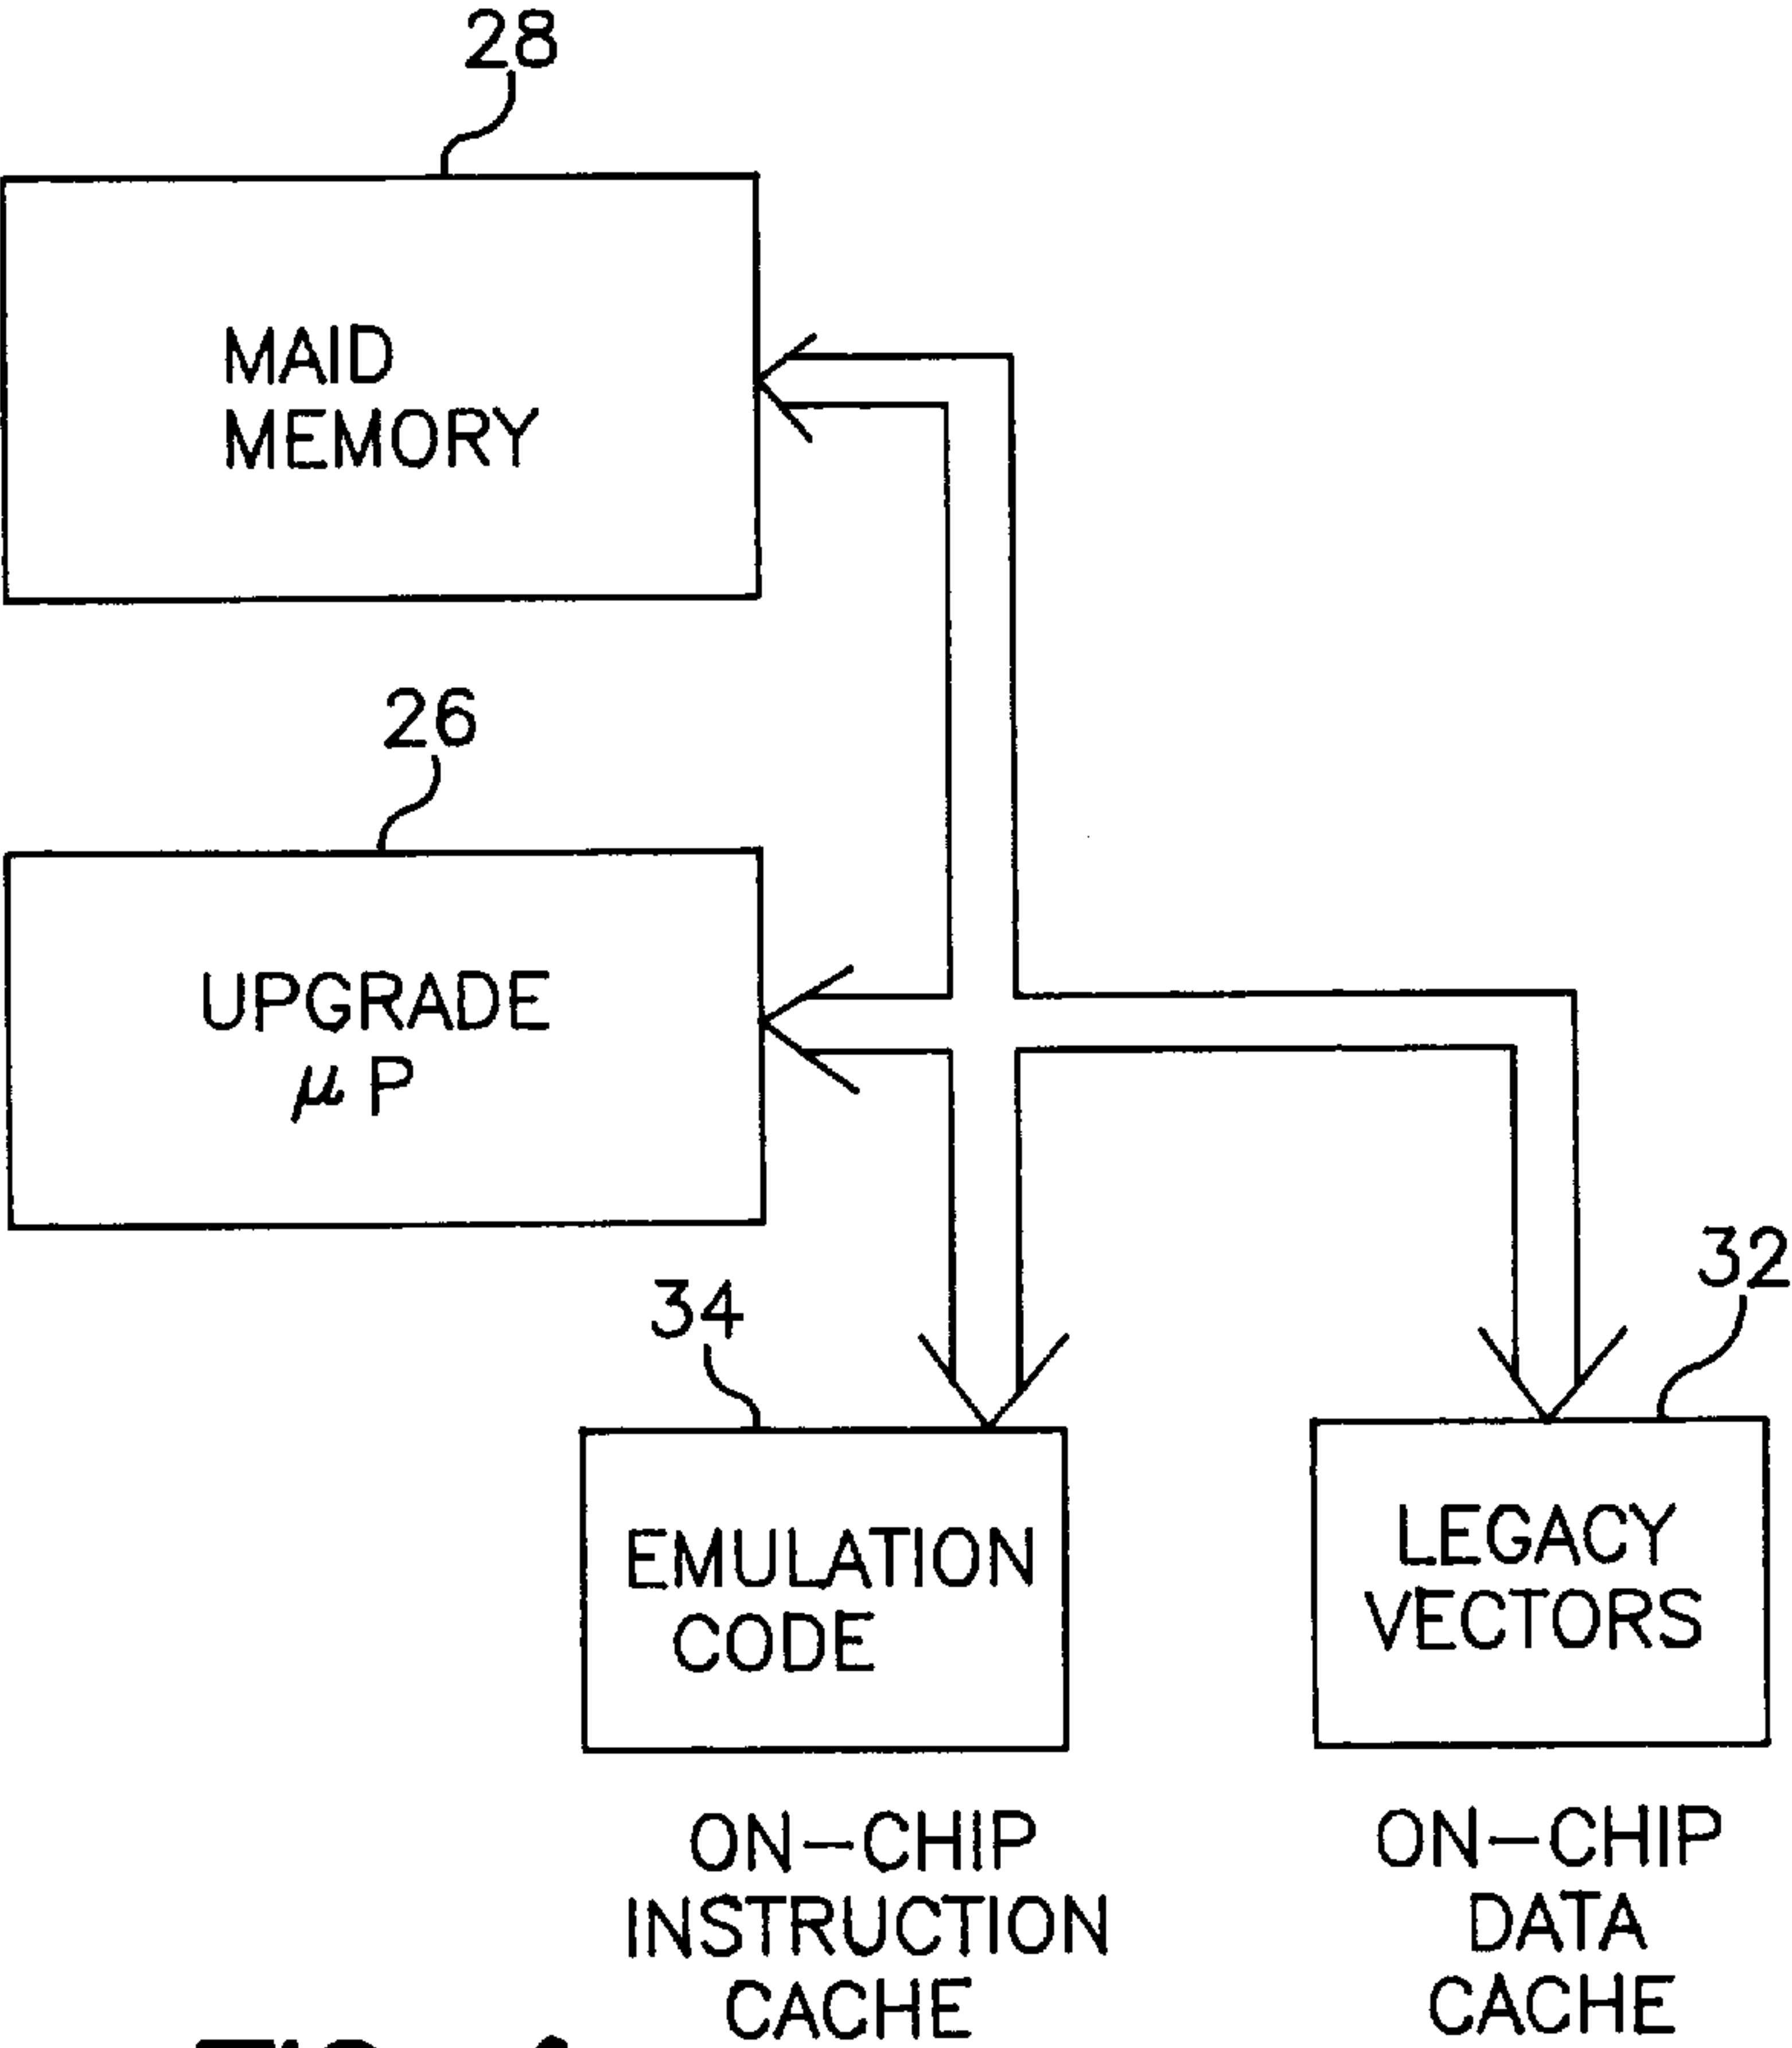 28
MAID
MEMORY
26
UPGRADE
μP
34
32
EMULATION
CODE
LEGACY
VECTORS
ON-CHIP
INSTRUCTION
CACHE
ON-CHIP
DATA
CACHE